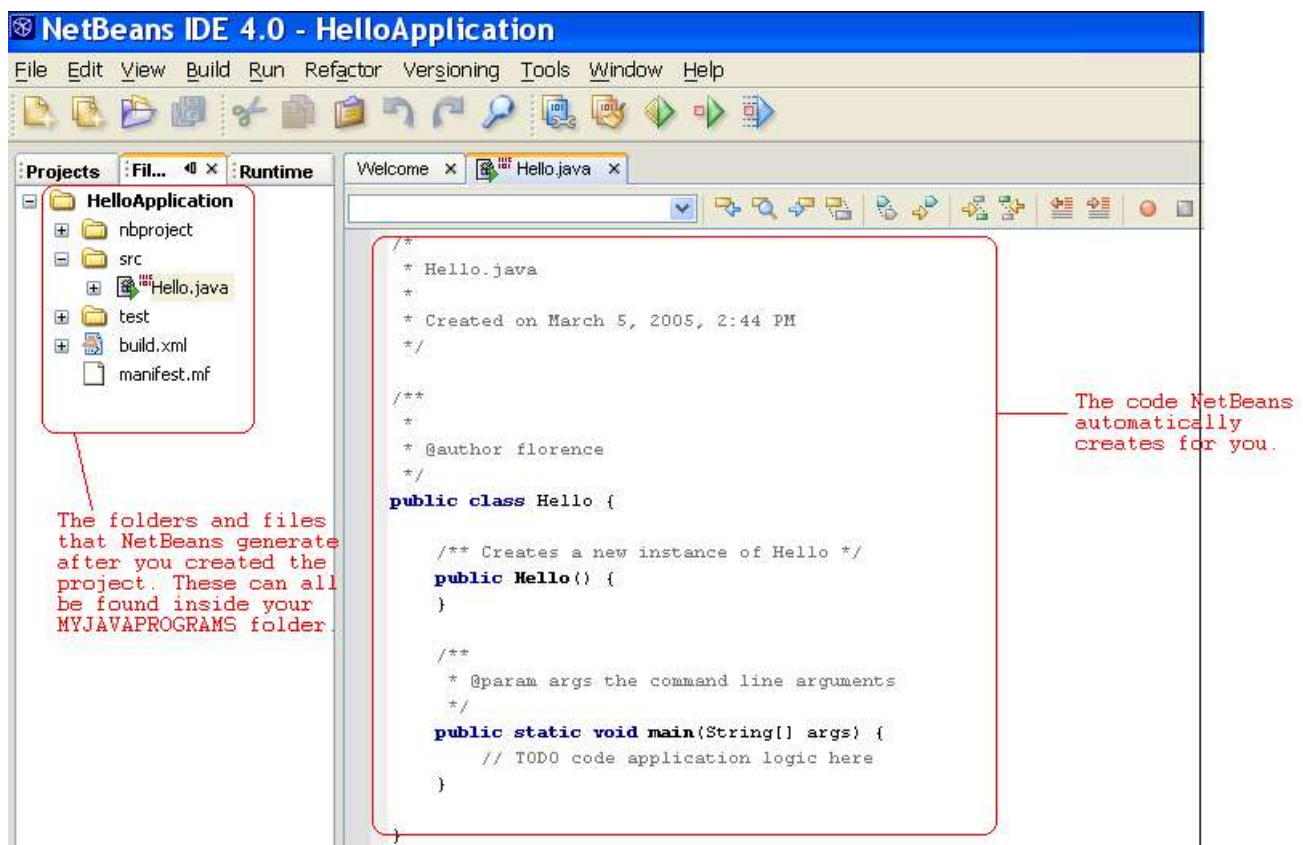 NetBeans IDE 4.0 - HelloApplication
File Edit View Build Run Refactor Versioning Tools Window Help
Projects Fil... Runtime
Welcome Hello.java
HelloApplication
nbproject
src
Hello.java
test
build.xml
manifest.mf
The folders and files
that NetBeans generate
after you created the
project. These can all
be found inside your
MYJAVAPROGRAMS folder.
/*
* Hello.java
*
* Created on March 5, 2005, 2:44 PM
*/
/**
*
* @author florence
*/
public class Hello {
/** Creates a new instance of Hello */
public Hello() {
}
/**
* @param args the command line arguments
*/
public static void main(String[] args) {
// TODO code application logic here
}
}
The code NetBeans
automatically
creates for you.